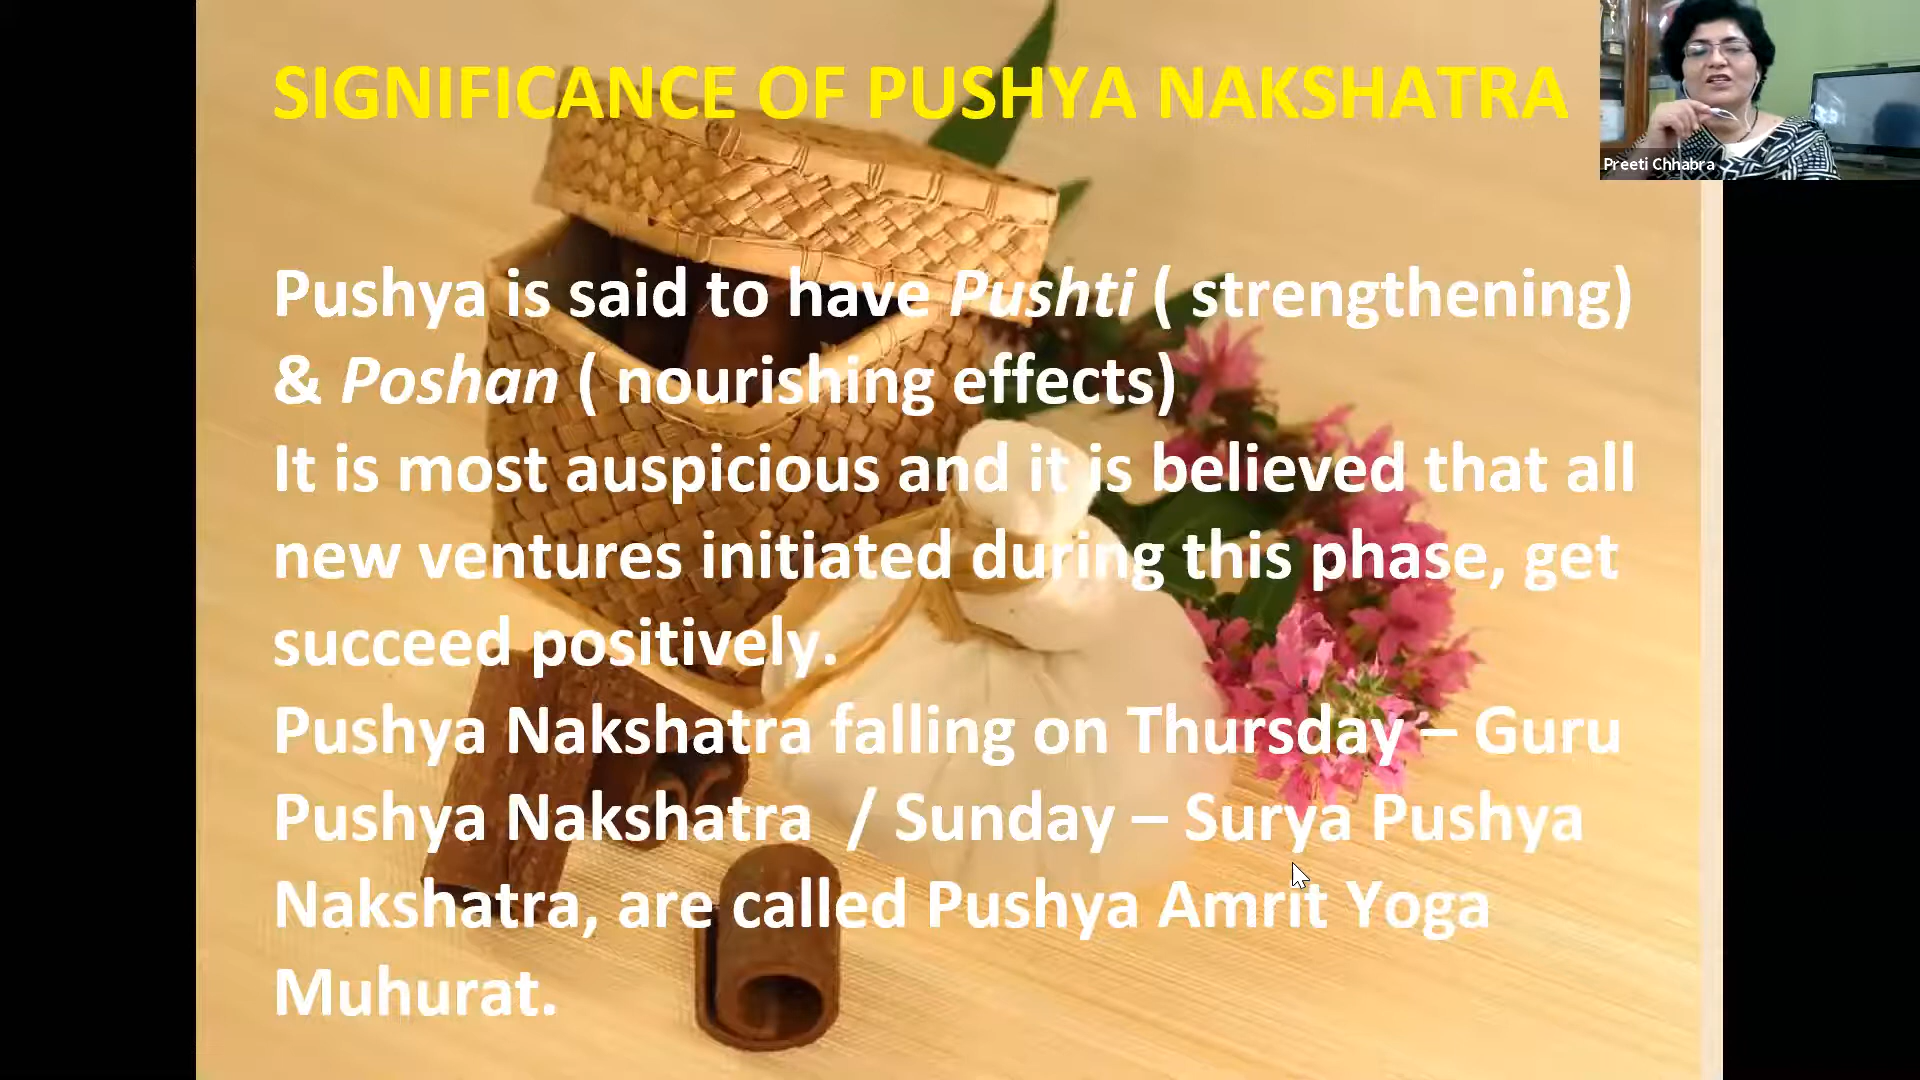 SIGNIFICANCE OF PUSHYA NAKSHATRA
Preeti Chhabra
Pushya is said to have Pushti ( strengthening)
& Poshan ( nourishing effects)
It is most auspicious and it is believed that all
new ventures initiated during this phase, get
succeed positively.
Pushya Nakshatra falling on Thursday – Guru
Pushya Nakshatra / Sunday – Surya Pushya
Nakshatra, are called Pushya Amrit Yoga
Muhurat.